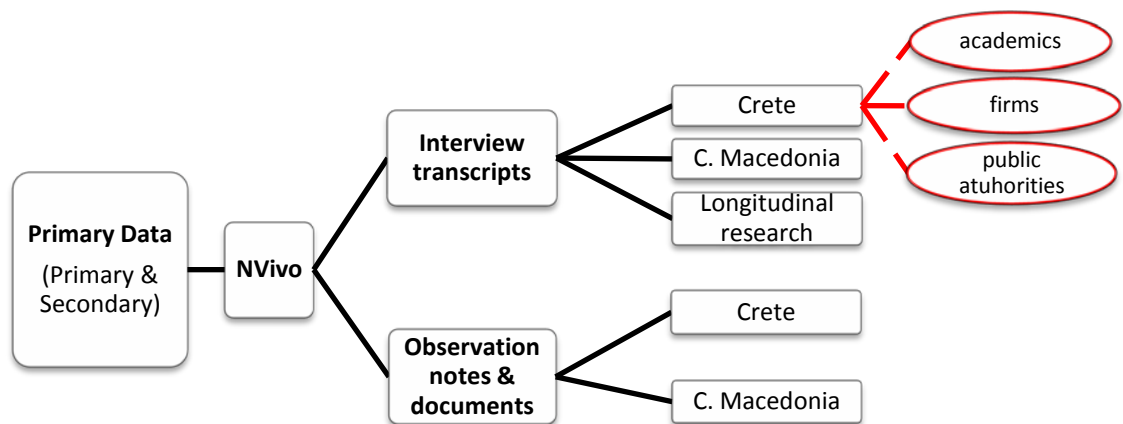 Primary Data
(Primary &
Secondary)
NVivo
Interview
transcripts
Observation
notes &
documents
Crete
C. Macedonia
Longitudinal
research
Crete
C. Macedonia
academics
firms
public
atuhorities